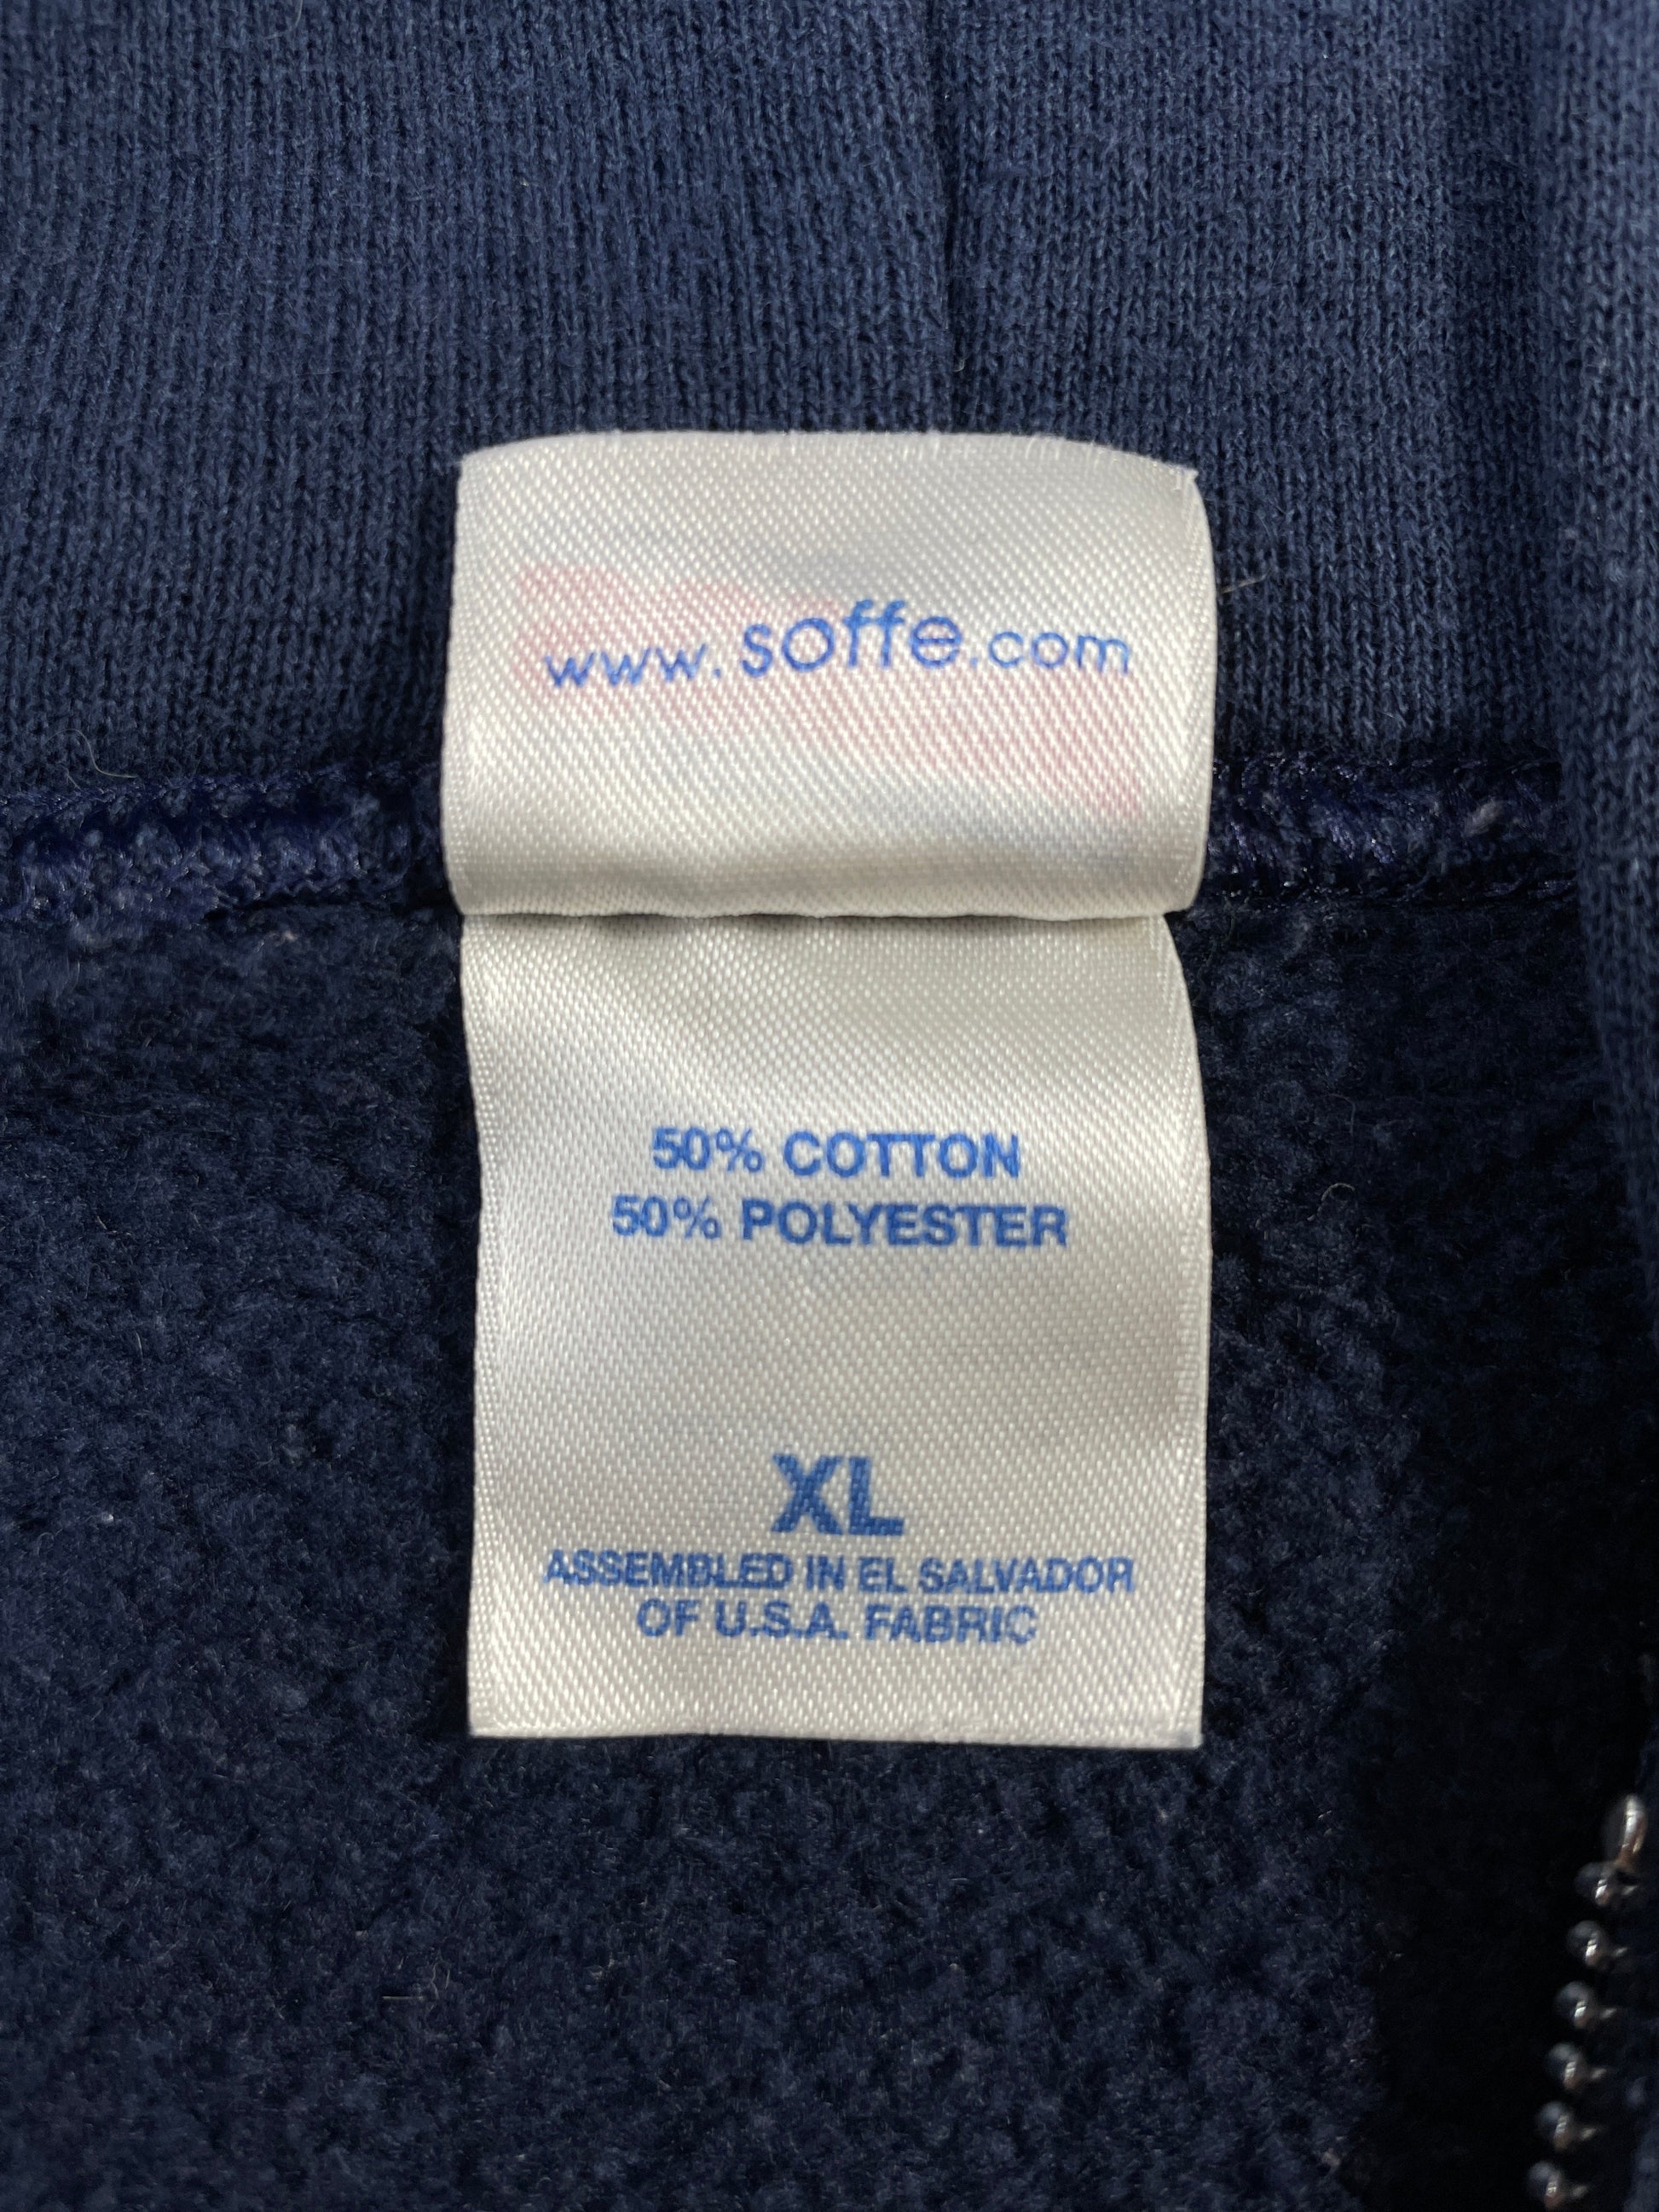 www.soffe.com
50% COTTON
50% POLYESTER
XL
ASSEMBLED IN EL SALVADOR
OF U.S.A. FABRIC